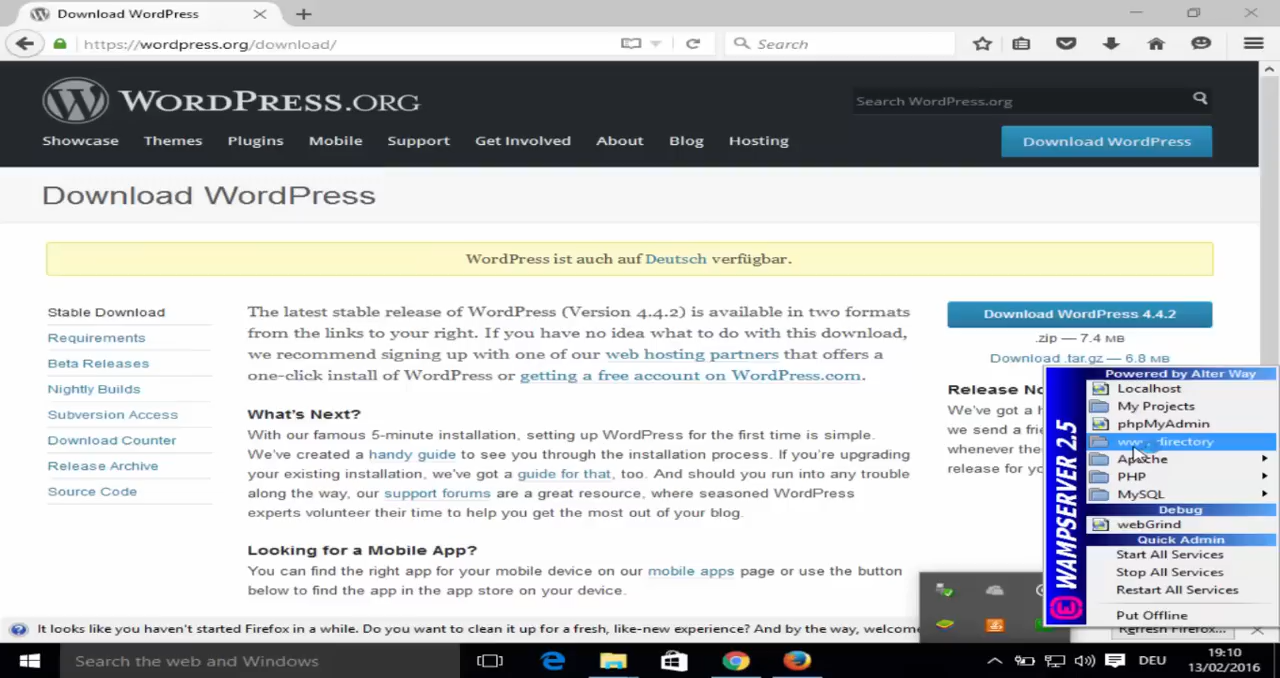 Download WordPress
https://wordpress.org/download/
Search
WORDPRESS.ORG
Search WordPress.org
Showcase Themes Plugins Mobile Support Get Involved About Blog Hosting
Download WordPress
Download WordPress
WordPress ist auch auf Deutsch verfügbar.
Stable Download
Requirements
Beta Releases
Nightly Builds
Subversion Access
Download Counter
Release Archive
Source Code
The latest stable release of WordPress (Version 4.4.2) is available in two formats
from the links to your right. If you have no idea what to do with this download,
we recommend signing up with one of our web hosting partners that offers a
one-click install of WordPress or getting a free account on WordPress.com.
What's Next?
With our famous 5-minute installation, setting up WordPress for the first time is simple.
We've created a handy guide to see you through the installation process. If you're upgrading
your existing installation, we've got a guide for that, too. And should you run into any trouble
along the way, our support forums are a great resource, where seasoned WordPress
experts volunteer their time to help you get the most out of your blog.
Looking for a Mobile App?
You can find the right app for your mobile device on our mobile apps page or use the button
below to find the app in the app store on your device.
Download WordPress 4.4.2
.zip — 7.4 MB
Download .tar.gz — 6.8 MB
Release No
We've got a h
we send a frie
whenever the
release for yo
WAMPSERVER 2.5
Powered by Alter Way
Localhost
My Projects
phpMyAdmin
directory
Apache
PHP
MySQL
Debug
webGrind
Quick Admin
Start All Services
Stop All Services
Restart All Services
Put Offline
It looks like you haven't started Firefox in a while. Do you want to clean it up for a fresh, like-new experience? And by the way, welcome
Refresh Firefox...
Search the web and Windows
DEU
19:10
13/02/2016